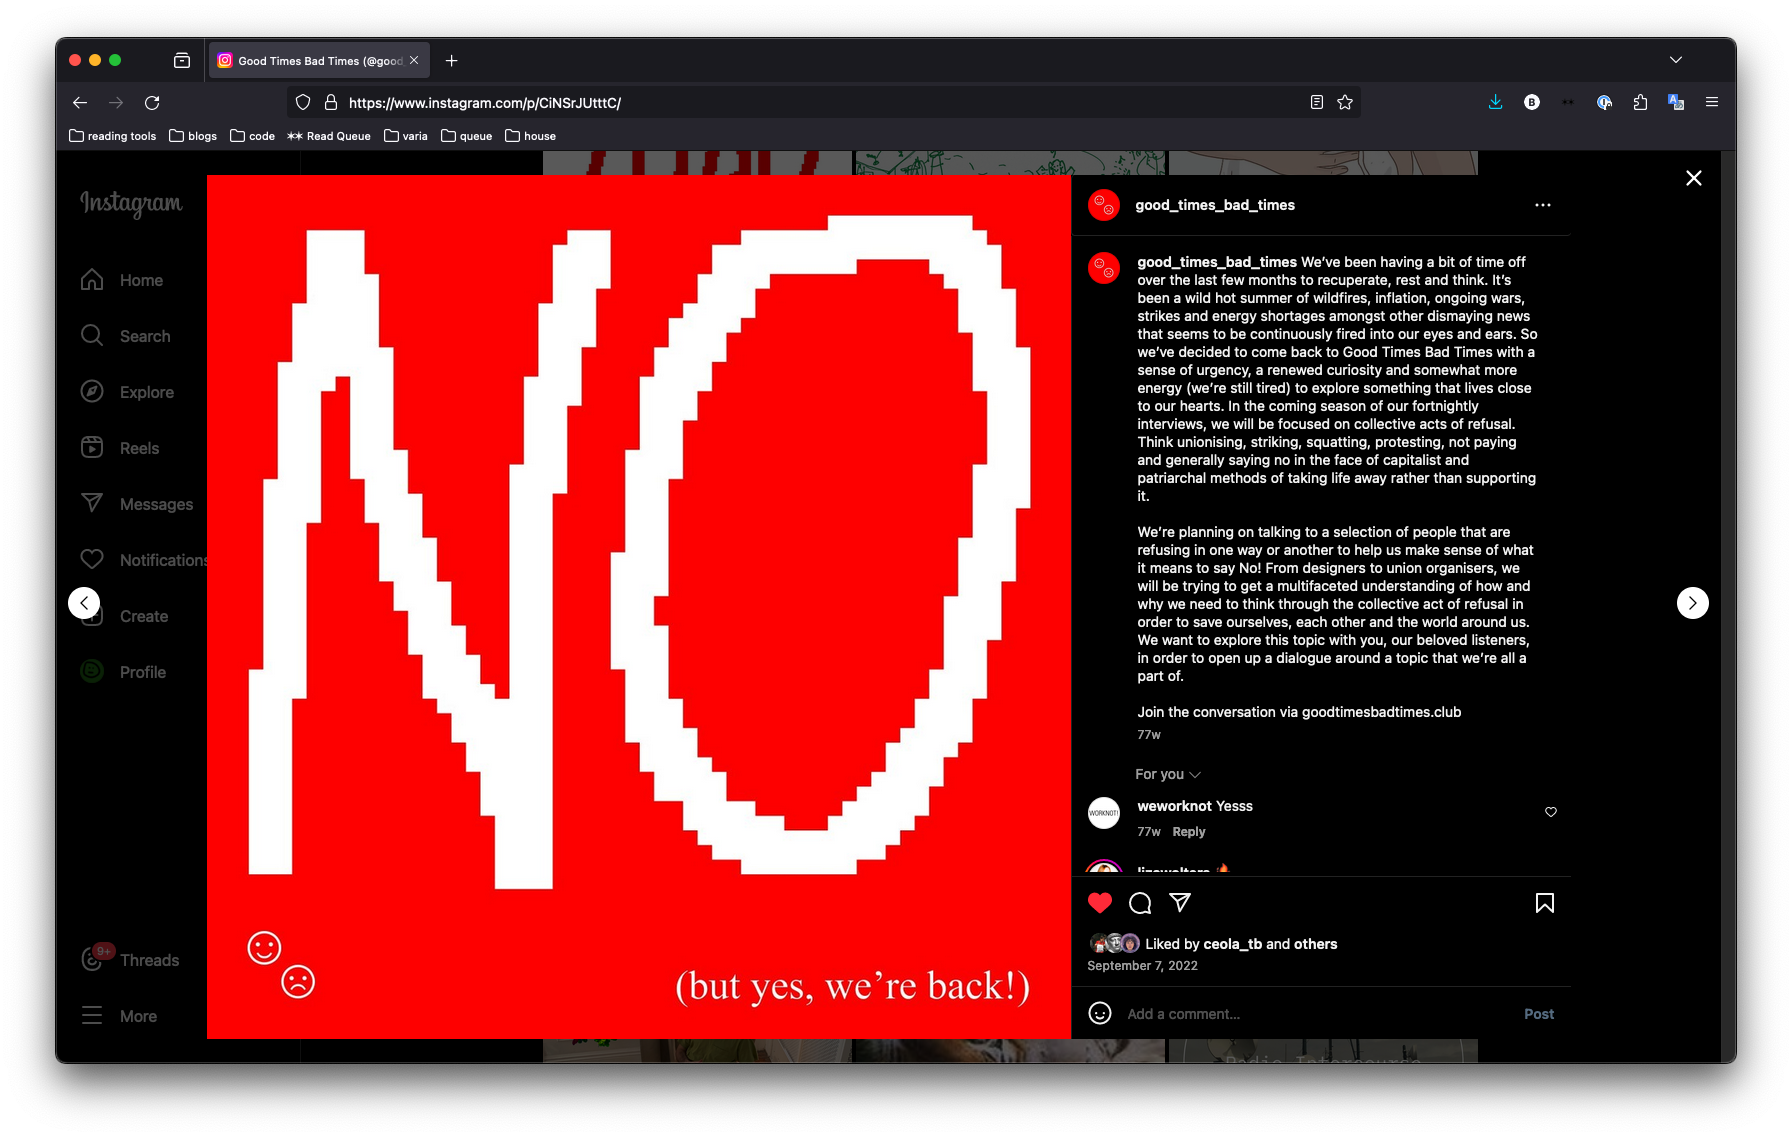 Good Times Bad Times (@good
https://www.instagram.com/p/CiNSrJUtttC/
reading tools blogs code Read Queue varia queue house
Instagram
Home
Search
Explore
Reels
Messages
Notifications
Create
Profile
9+
Threads
More
NO
(but yes, we’re back!)
good_times_bad_times
good_times_bad_times We’ve been having a bit of time off
over the last few months to recuperate, rest and think. It’s
been a wild hot summer of wildfires, inflation, ongoing wars,
strikes and energy shortages amongst other dismaying news
that seems to be continuously fired into our eyes and ears. So
we’ve decided to come back to Good Times Bad Times with a
sense of urgency, a renewed curiosity and somewhat more
energy (we’re still tired) to explore something that lives close
to our hearts. In the coming season of our fortnightly
interviews, we will be focused on collective acts of refusal.
Think unionising, striking, squatting, protesting, not paying
and generally saying no in the face of capitalist and
patriarchal methods of taking life away rather than supporting
it.
We’re planning on talking to a selection of people that are
refusing in one way or another to help us make sense of what
it means to say No! From designers to union organisers, we
will be trying to get a multifaceted understanding of how and
why we need to think through the collective act of refusal in
order to save ourselves, each other and the world around us.
We want to explore this topic with you, our beloved listeners,
in order to open up a dialogue around a topic that we’re all a
part of.
Join the conversation via goodtimesbadtimes.club
77w
For you
WORKNOT!
weworknot Yesss
77w Reply
Liked by ceola_tb and others
September 7, 2022
Add a comment...
Post
Radio Intercourse